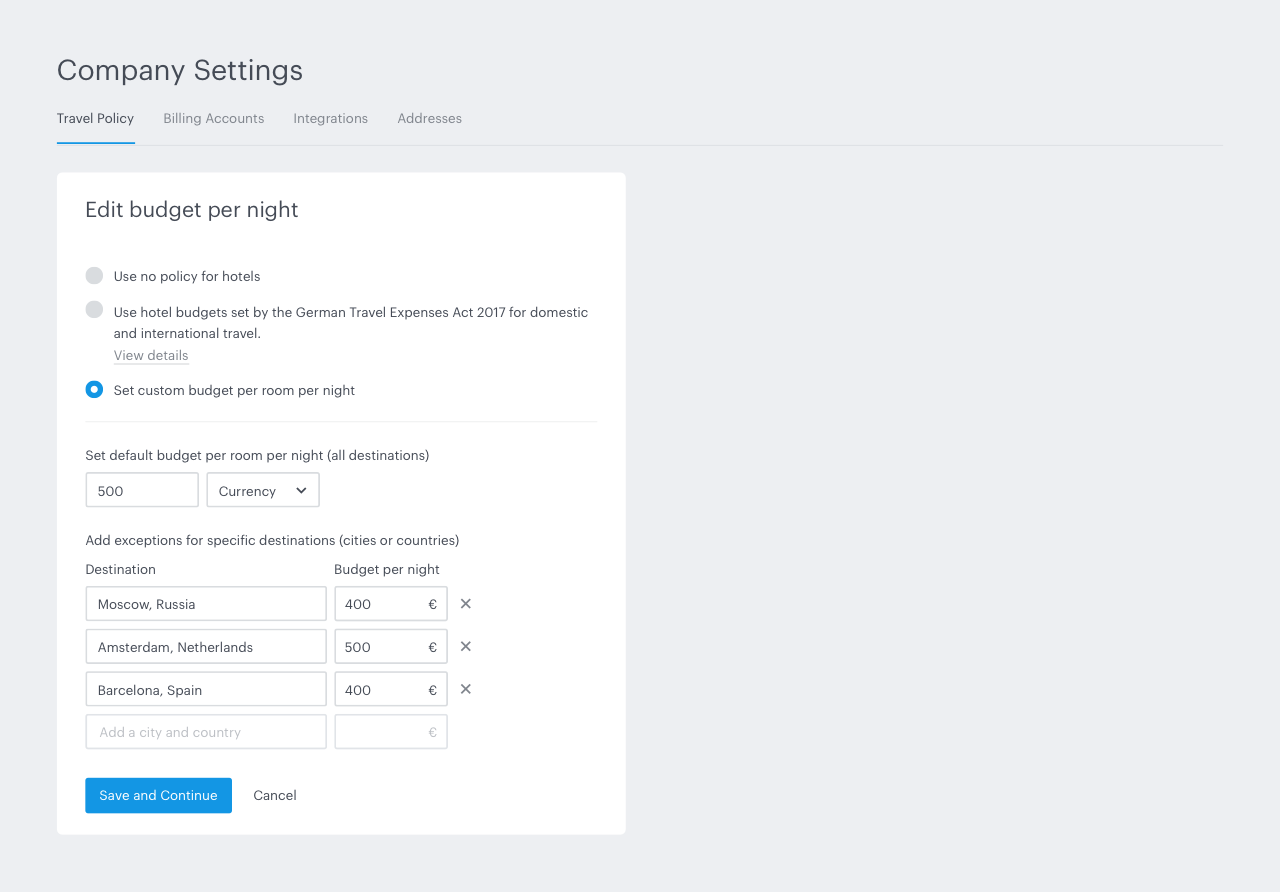 Company Settings
Travel Policy Billing Accounts Integrations Addresses
Edit budget per night
Use no policy for hotels
Use hotel budgets set by the German Travel Expenses Act 2017 for domestic
and international travel.
View details
Set custom budget per room per night
Set default budget per room per night (all destinations)
500 Currency
Add exceptions for specific destinations (cities or countries)
Destination Budget per night
Moscow, Russia 400 €
Amsterdam, Netherlands 500 €
Barcelona, Spain 400 €
Add a city and country €
Save and Continue Cancel